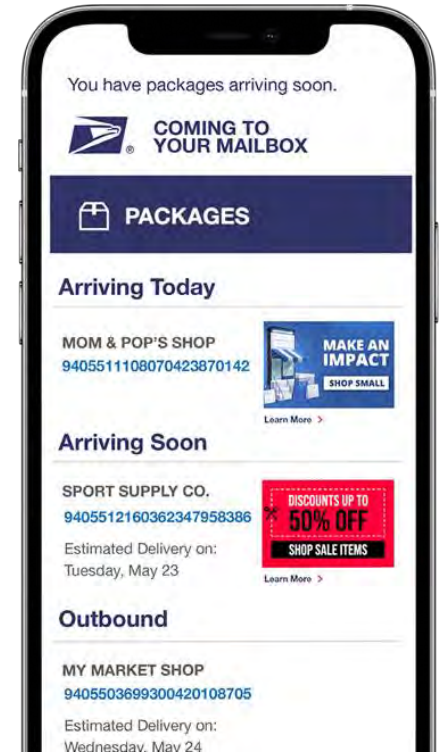 You have packages arriving soon.
COMING TO
YOUR MAILBOX
®
PACKAGES
Arriving Today
MOM & POP'S SHOP
9405511108070423870142
MAKE AN
IMPACT
SHOP SMALL
Learn More >
Arriving Soon
SPORT SUPPLY CO.
9405512160362347958386
Estimated Delivery on:
Tuesday, May 23
DISCOUNTS UP TO
50% OFF
SHOP SALE ITEMS
Learn More >
Outbound
MY MARKET SHOP
9405503699300420108705
Estimated Delivery on:
Wednesday, May 24